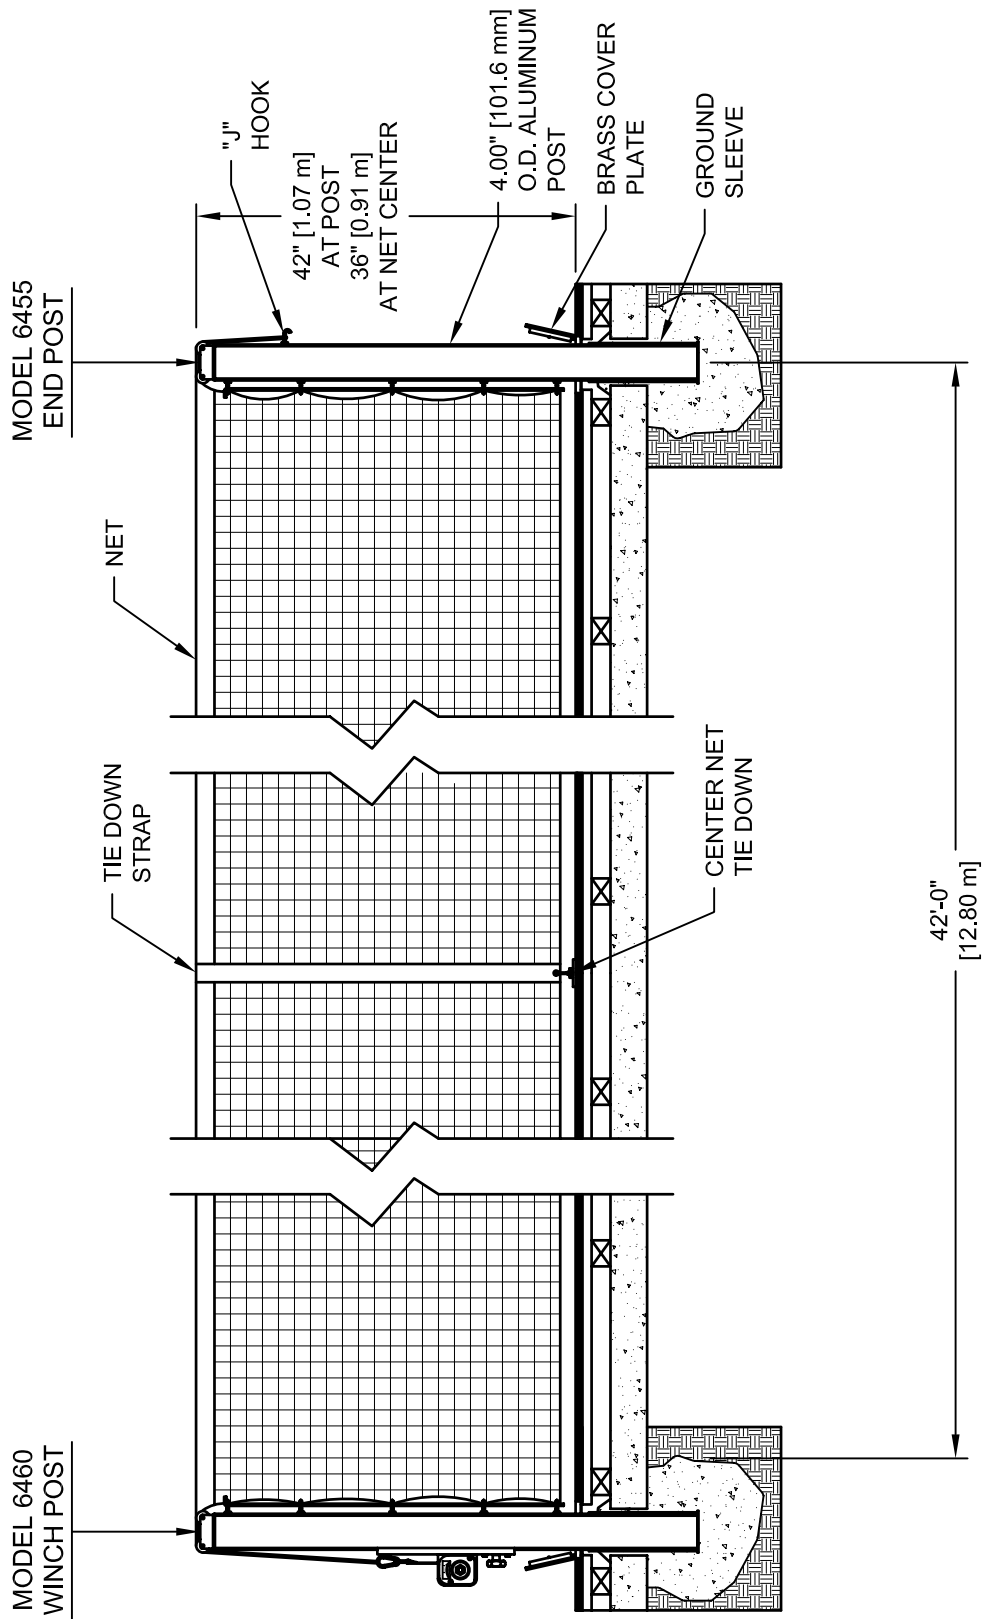 MODEL 6460
WINCH POST
TIE DOWN
STRAP
NET
MODEL 6455
END POST
"J"
HOOK
42" [1.07 m]
AT POST
36" [0.91 m]
AT NET CENTER
4.00" [101.6 mm]
O.D. ALUMINUM
POST
BRASS COVER
PLATE
GROUND
SLEEVE
CENTER NET
TIE DOWN
42'-0"
[12.80 m]